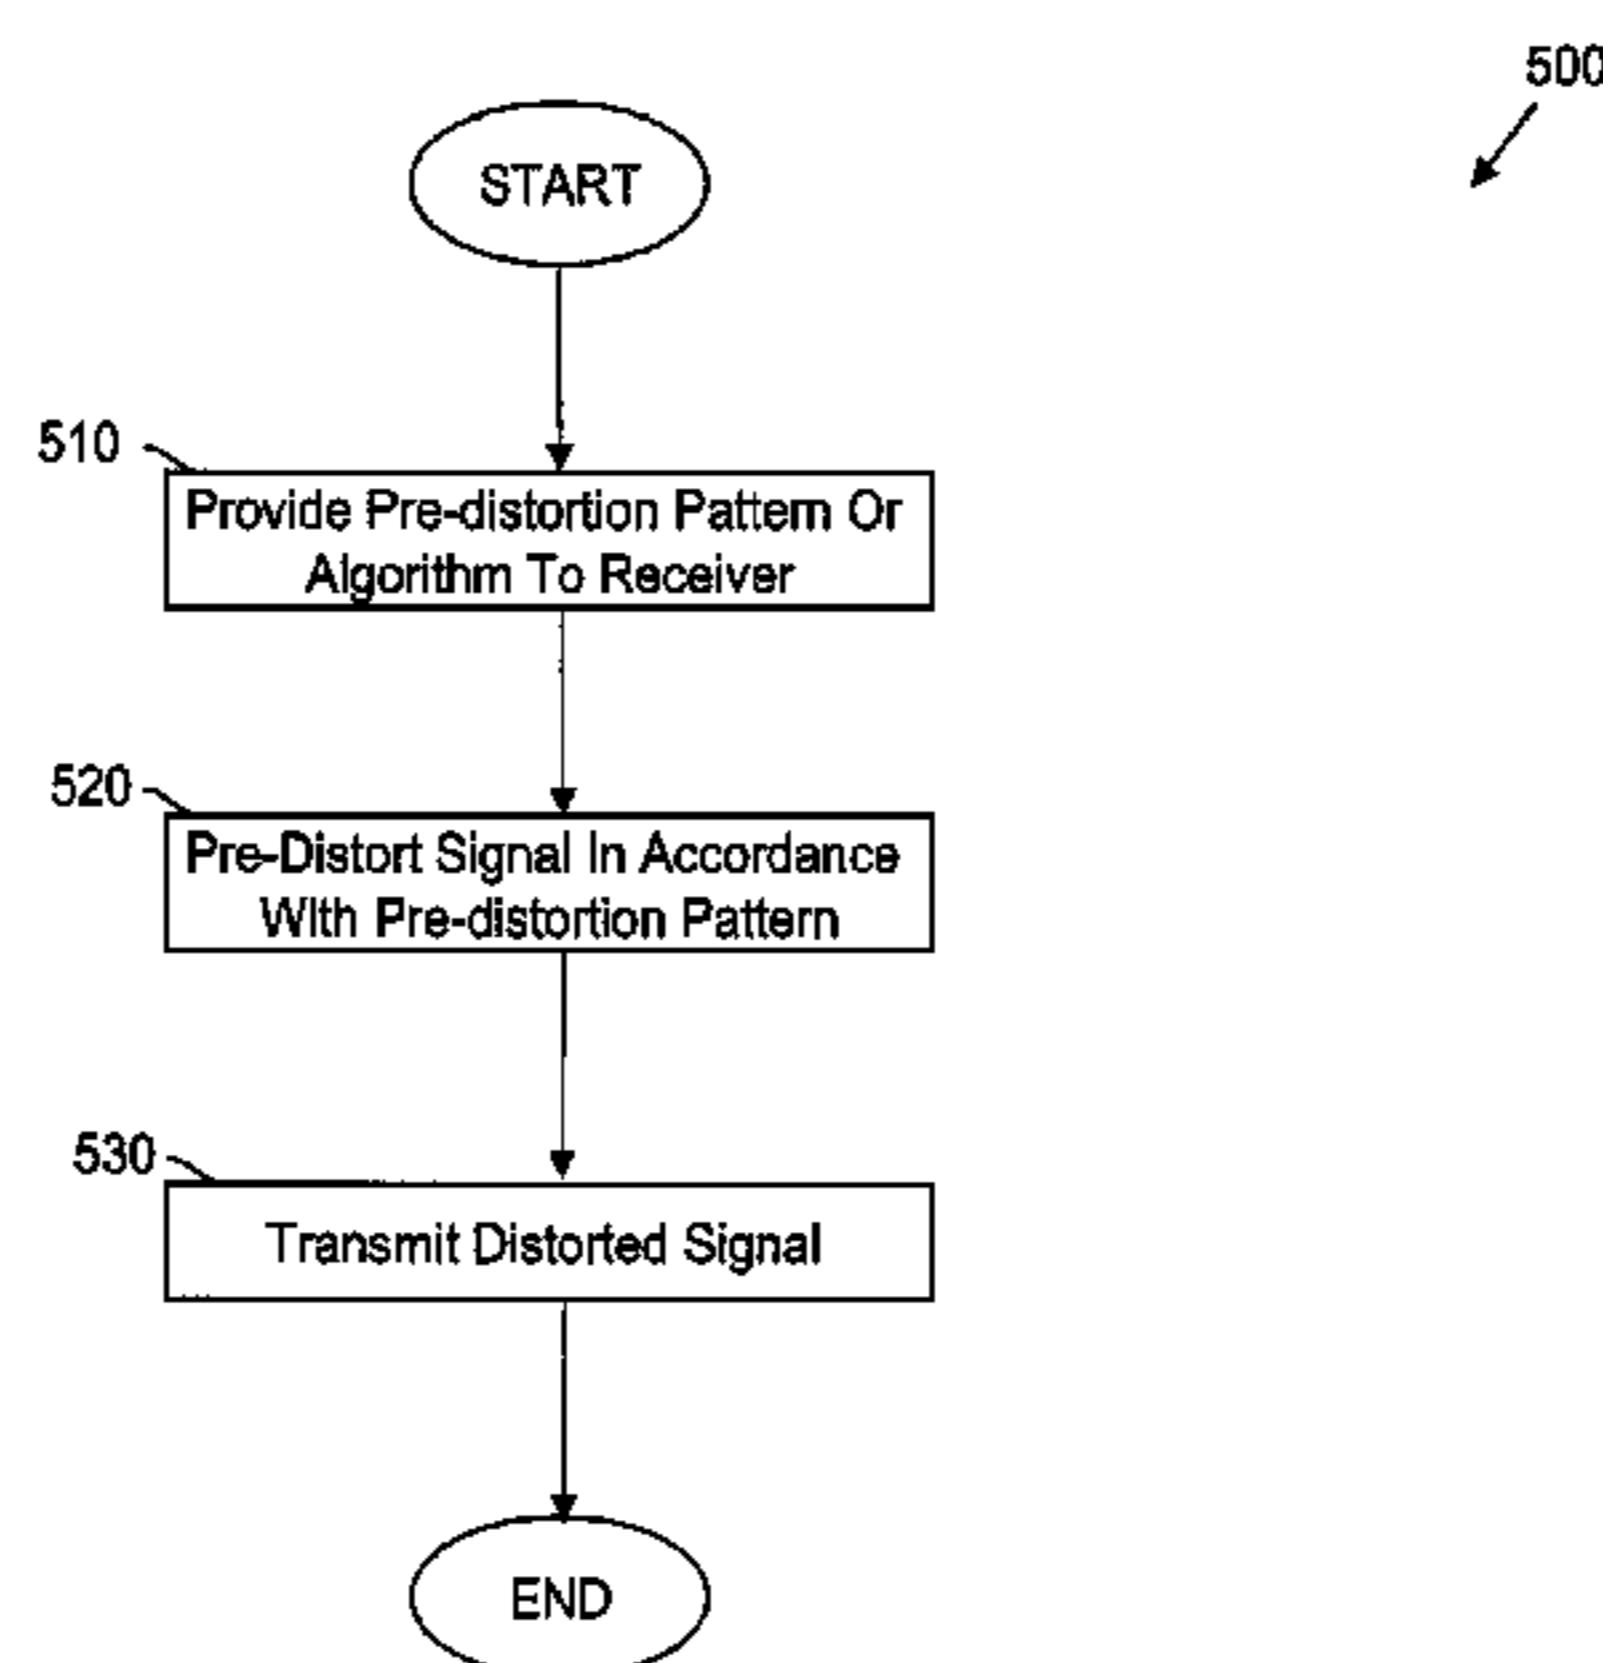 500
START
510
Provide Pre-distortion Pattern Or
Algorithm To Receiver
520
Pre-Distort Signal In Accordance
With Pre-distortion Pattern
530
Transmit Distorted Signal
END